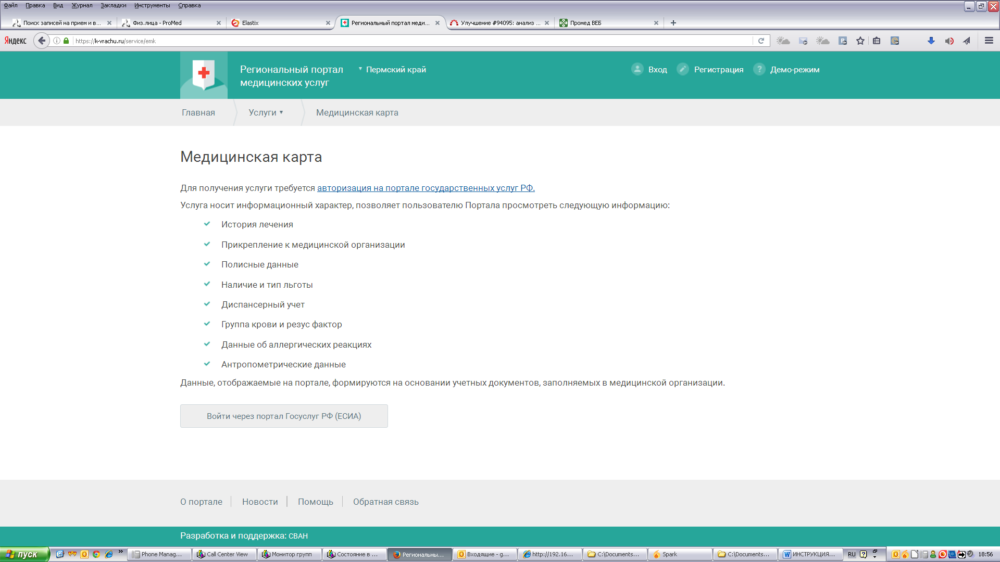 Файл Правка Вид Журнал Закладки Инструменты Справка
Поиск записей на прием и в... Физ.лица - ProMed Elastix Региональный портал меди... Улучшение #94095: анализ ... Промед ВЕБ
Яндекс https://k-vrachu.ru/service/emk
Региональный портал медицинских услуг
Пермский край
Вход Регистрация Демо-режим
Главная Услуги Медицинская карта
Медицинская карта
Для получения услуги требуется авторизация на портале государственных услуг РФ.
Услуга носит информационный характер, позволяет пользователю Портала просмотреть следующую информацию:
История лечения
Прикрепление к медицинской организации
Полисные данные
Наличие и тип льготы
Диспансерный учет
Группа крови и резус фактор
Данные об аллергических реакциях
Антропометрические данные
Данные, отображаемые на портале, формируются на основании учетных документов, заполняемых в медицинской организации.
Войти через портал Госуслуг РФ (ЕСИА)
О портале Новости Помощь Обратная связь
Разработка и поддержка: СВАН
пуск Phone Manag... Call Center View Монитор групп Состояние в ... Региональны... Входящие - g... http://192.16... C:\Documents... Spark C:\Documents... ИНСТРУКЦИЯ... RU 18:56